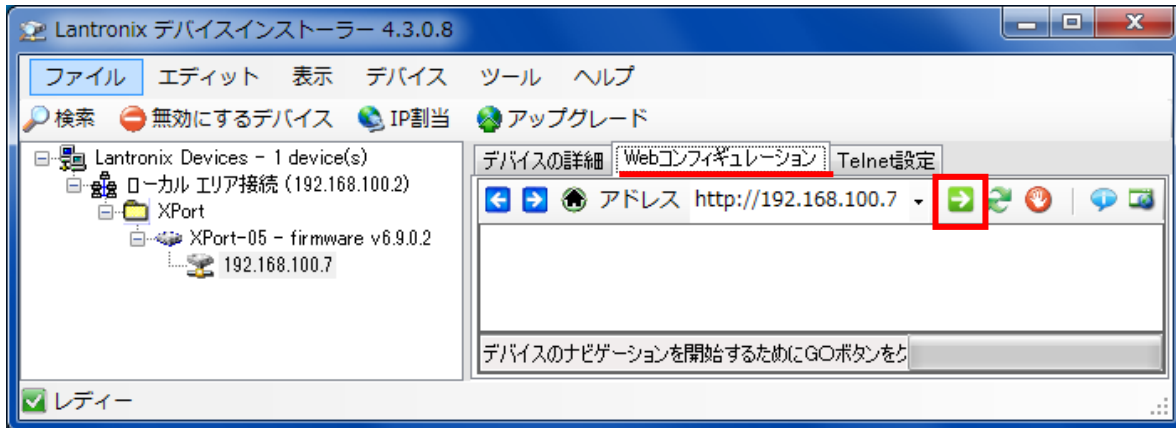 Lantronix デバイスインストーラー 4.3.0.8
ファイル エディット 表示 デバイス ツール ヘルプ
検索 無効にするデバイス IP割当 アップグレード
Lantronix Devices - 1 device(s)
ローカル エリア接続 (192.168.100.2)
XPort
XPort-05 - firmware v6.9.0.2
192.168.100.7
デバイスの詳細 Webコンフィギュレーション Telnet設定
アドレス http://192.168.100.7
デバイスのナビゲーションを開始するためにGOボタンをと
レディー